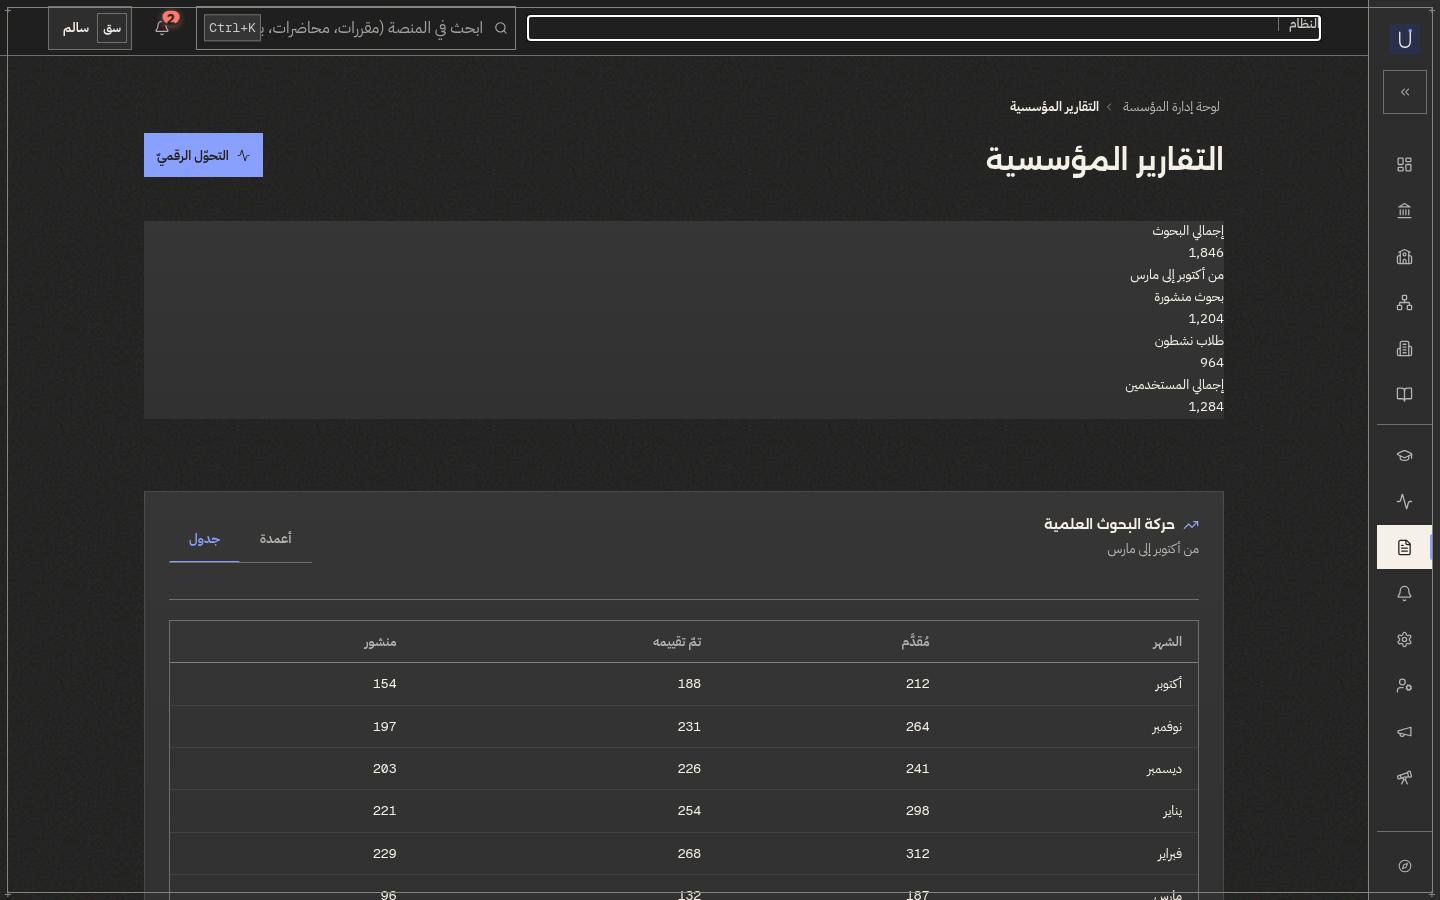 النظام
ابحث في المنصة (مقررات، محاضرات، ب
Ctrl+K
2
سق
سالم
لوحة إدارة المؤسسة
التقارير المؤسسية
التقارير المؤسسية
التحوّل الرقميّ
إجمالي البحوث
1,846
من أكتوبر إلى مارس
بحوث منشورة
1,204
طلاب نشطون
964
إجمالي المستخدمين
1,284
حركة البحوث العلمية
من أكتوبر إلى مارس
أعمدة
جدول
الشهر مُقدَّم تمّ تقييمه منشور
أكتوبر 212 188 154
نوفمبر 264 231 197
ديسمبر 241 226 203
يناير 298 254 221
فبراير 312 268 229
مارس 187 132 96